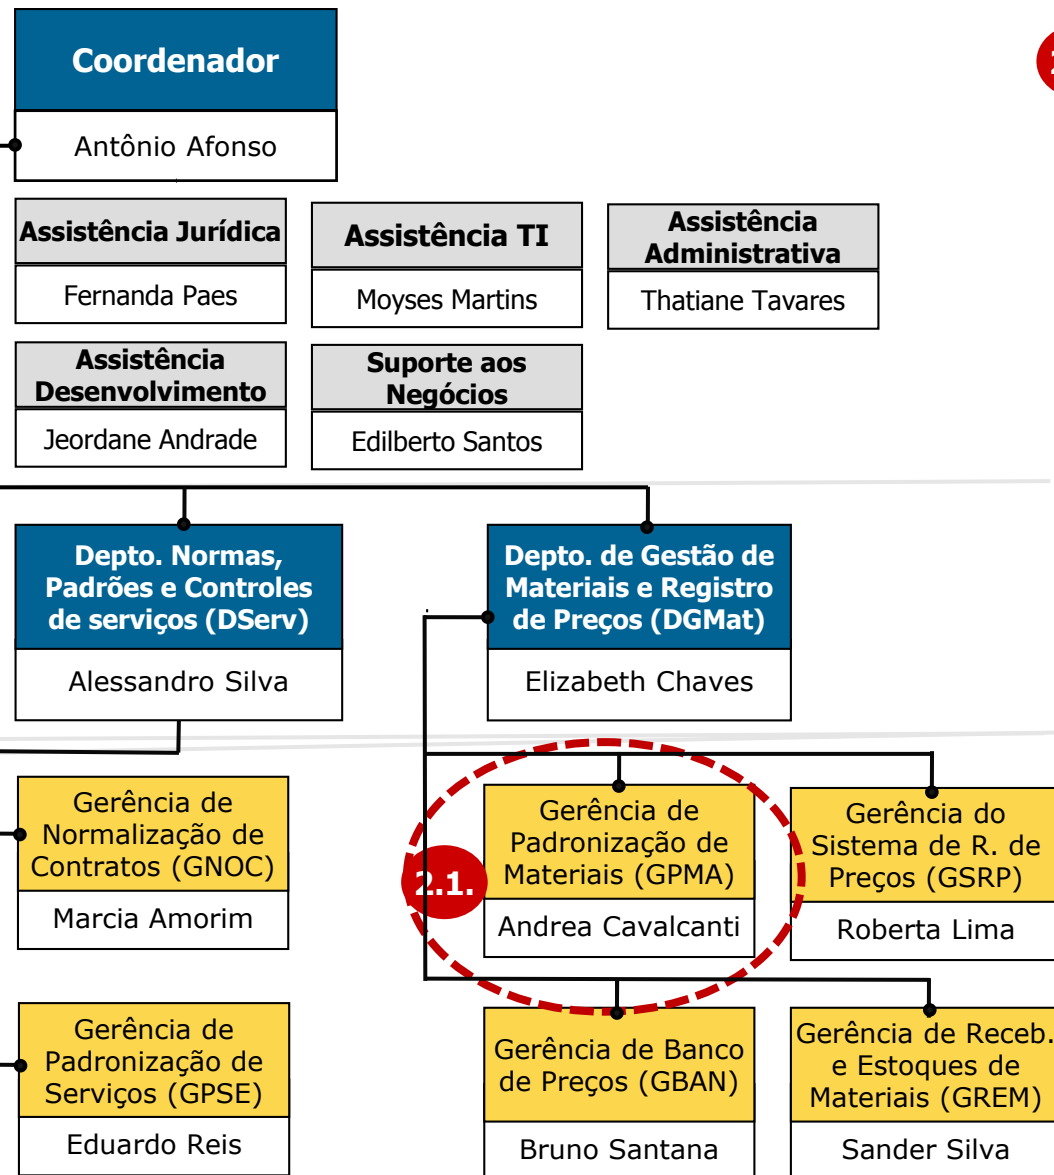 Coordenador
Antônio Afonso
Assistência Jurídica
Fernanda Paes
Assistência TI
Moyses Martins
Assistência
Administrativa
Thatiane Tavares
Assistência
Desenvolvimento
Jeordane Andrade
Suporte aos
Negócios
Edilberto Santos
Depto. Normas,
Padrões e Controles
de serviços (DServ)
Alessandro Silva
Depto. de Gestão de
Materiais e Registro
de Preços (DGMat)
Elizabeth Chaves
Gerência de
Normalização de
Contratos (GNOC)
Marcia Amorim
2.1.
Gerência de
Padronização de
Materiais (GPMA)
Andrea Cavalcanti
Gerência do
Sistema de R. de
Preços (GSRP)
Roberta Lima
Gerência de
Padronização de
Serviços (GPSE)
Eduardo Reis
Gerência de Banco
de Preços (GBAN)
Bruno Santana
Gerência de Receb.
e Estoques de
Materiais (GREM)
Sander Silva